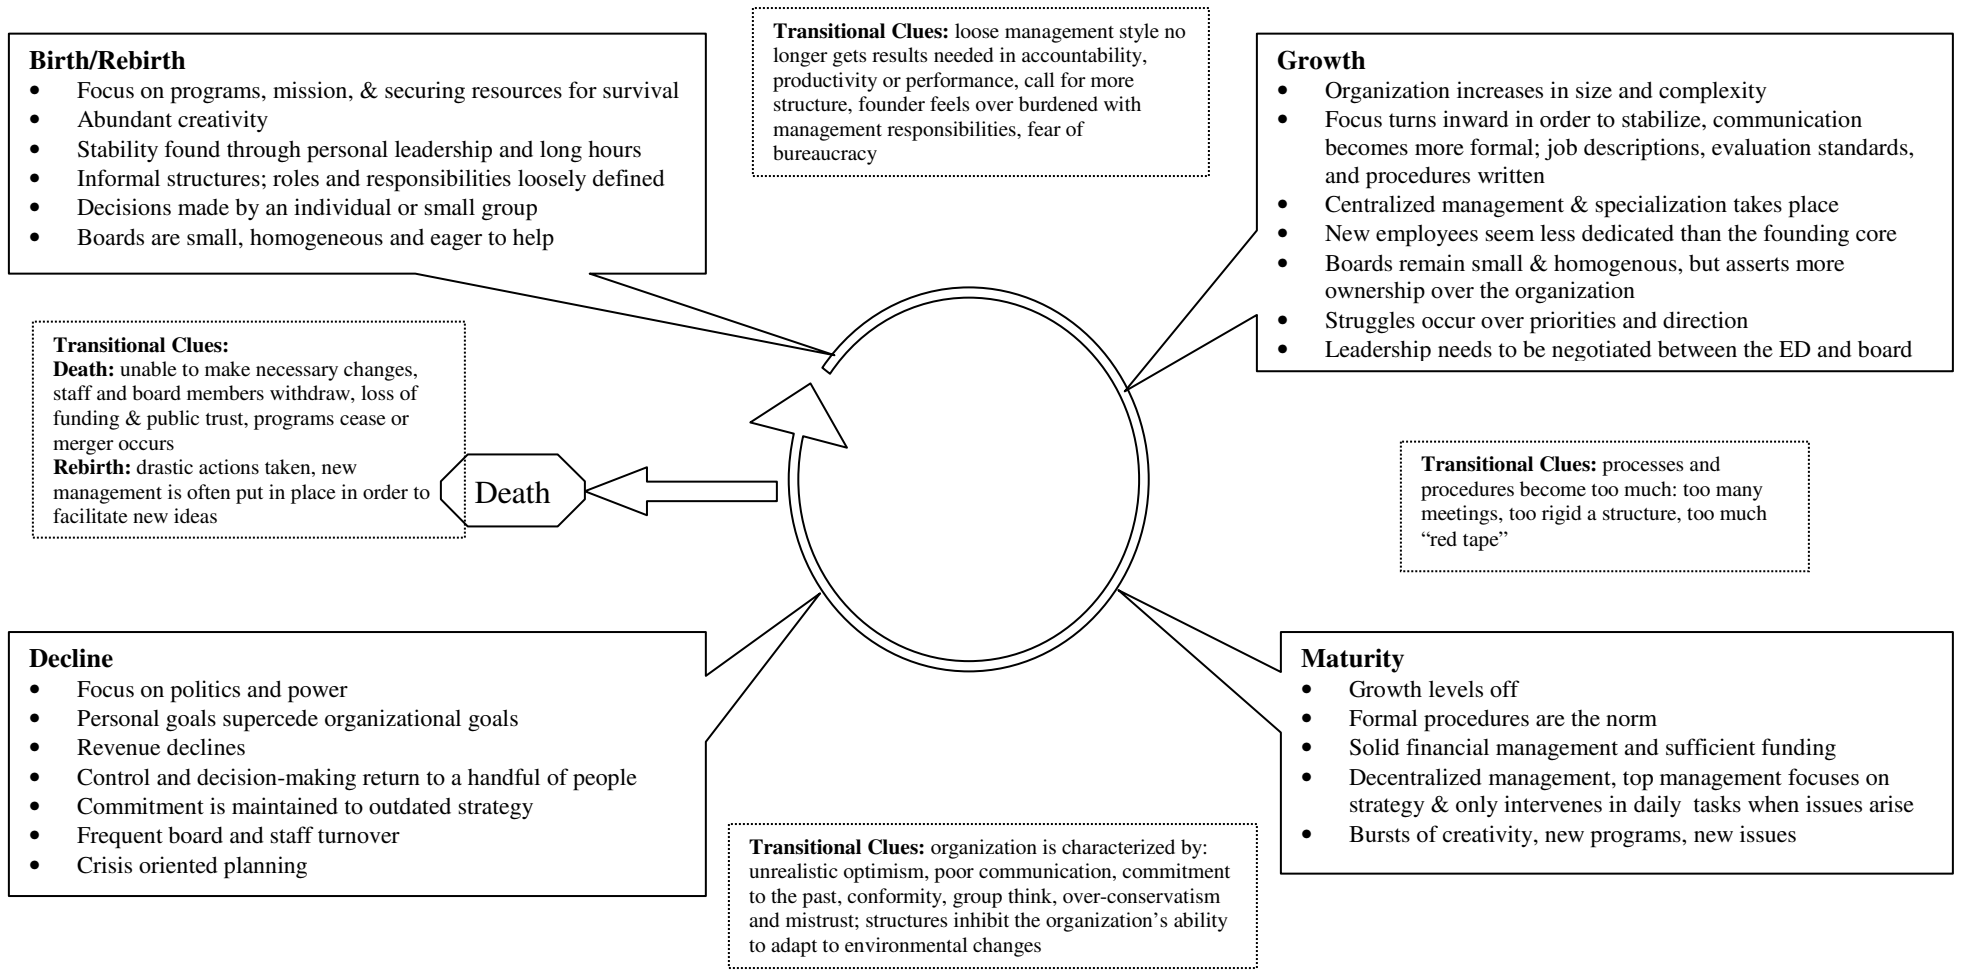 Birth/Rebirth
• Focus on programs, mission, & securing resources for survival
• Abundant creativity
• Stability found through personal leadership and long hours
• Informal structures; roles and responsibilities loosely defined
• Decisions made by an individual or small group
• Boards are small, homogeneous and eager to help
Transitional Clues: loose management style no
longer gets results needed in accountability,
productivity or performance, call for more
structure, founder feels over burdened with
management responsibilities, fear of
bureaucracy
Growth
• Organization increases in size and complexity
• Focus turns inward in order to stabilize, communication
becomes more formal; job descriptions, evaluation standards,
and procedures written
• Centralized management & specialization takes place
• New employees seem less dedicated than the founding core
• Boards remain small & homogenous, but asserts more
ownership over the organization
• Struggles occur over priorities and direction
• Leadership needs to be negotiated between the ED and board
Transitional Clues:
Death: unable to make necessary changes,
staff and board members withdraw, loss of
funding & public trust, programs cease or
merger occurs
Rebirth: drastic actions taken, new
management is often put in place in order to
facilitate new ideas
Death
Transitional Clues: processes and
procedures become too much: too many
meetings, too rigid a structure, too much
“red tape”
Decline
• Focus on politics and power
• Personal goals supercede organizational goals
• Revenue declines
• Control and decision-making return to a handful of people
• Commitment is maintained to outdated strategy
• Frequent board and staff turnover
• Crisis oriented planning
Transitional Clues: organization is characterized by:
unrealistic optimism, poor communication, commitment
to the past, conformity, group think, over-conservatism
and mistrust; structures inhibit the organization’s ability
to adapt to environmental changes
Maturity
• Growth levels off
• Formal procedures are the norm
• Solid financial management and sufficient funding
• Decentralized management, top management focuses on
strategy & only intervenes in daily tasks when issues arise
• Bursts of creativity, new programs, new issues